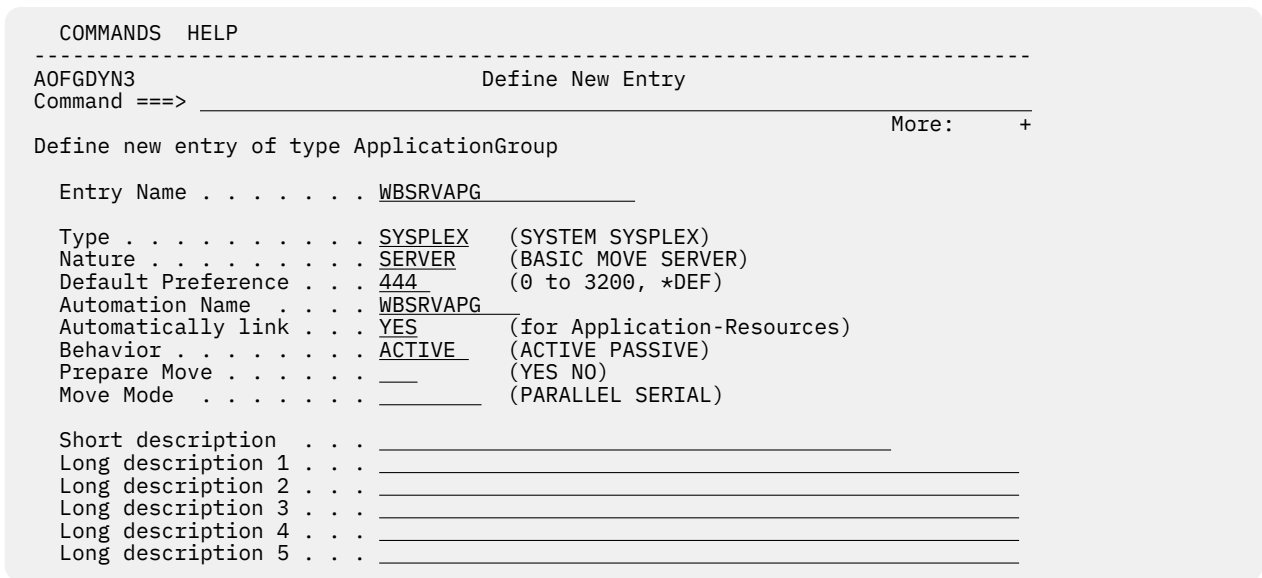 COMMANDS HELP
--------------------------------------------------------------------------------
AOFGDYN3 Define New Entry
Command ===> 
More: +
Define new entry of type ApplicationGroup
Entry Name . . . . . . . WBSRVAPG
Type . . . . . . . . . . SYSPLEX (SYSTEM SYSPLEX)
Nature . . . . . . . . . SERVER (BASIC MOVE SERVER)
Default Preference . . . 444 (0 to 3200, *DEF)
Automation Name . . . . WBSRVAPG
Automatically link . . . YES (for Application-Resources)
Behavior . . . . . . . . ACTIVE (ACTIVE PASSIVE)
Prepare Move . . . . . . ___ (YES NO)
Move Mode . . . . . . . ________ (PARALLEL SERIAL)
Short description . . .
Long description 1 . . .
Long description 2 . . .
Long description 3 . . .
Long description 4 . . .
Long description 5 . . .